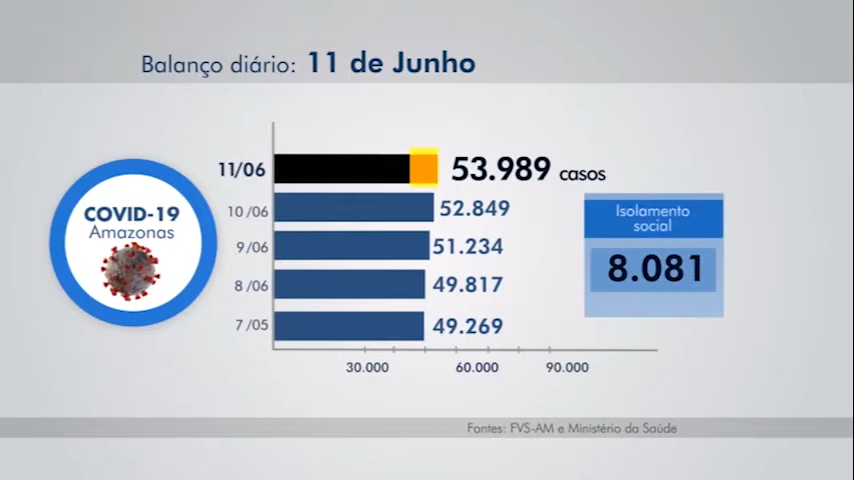 Balanço diário: 11 de Junho
COVID-19
Amazonas
11/06 53.989 casos
10/06 52.849
9/06 51.234
8/06 49.817
7/05 49.269
30.000 60.000 90.000
Isolamento
social
8.081
Fontes: FVS-AM e Ministério da Saúde